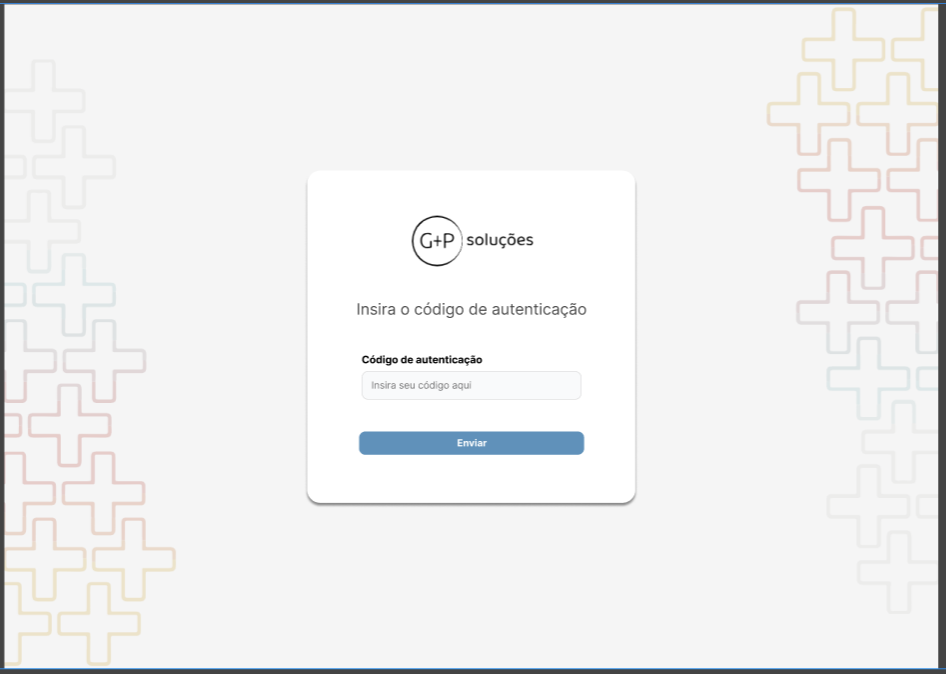 G+P soluções
Insira o código de autenticação
Código de autenticação
Insira seu código aqui
Enviar